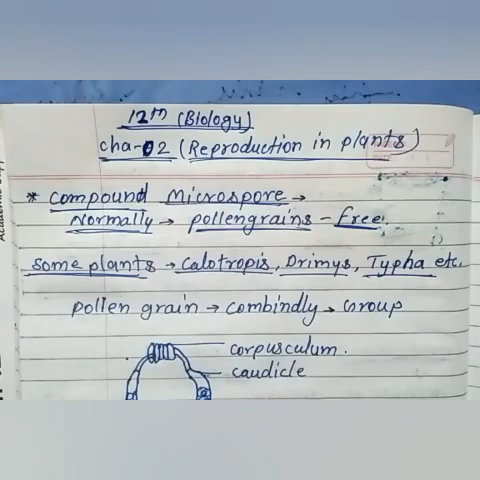 12th (Biology)
cha-02 (Reproduction in plants)
* compound Microspore →
Normally → pollengrains - free.
some plants → calotropis, Drimys, Typha etc.
pollen grain → combindly → Group
corpusculum.
caudicle